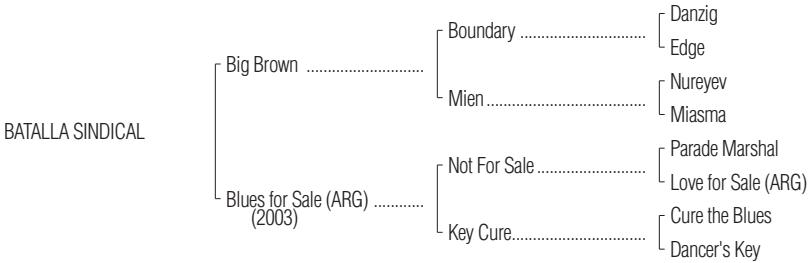 Danzig
Boundary ................................
Edge
Big Brown ............................
Nureyev
Mien ........................................
Miasma
BATALLA SINDICAL
Parade Marshal
Not For Sale ...........................
Love for Sale (ARG)
Blues for Sale (ARG) ............
(2003)
Cure the Blues
Key Cure.................................
Dancer's Key